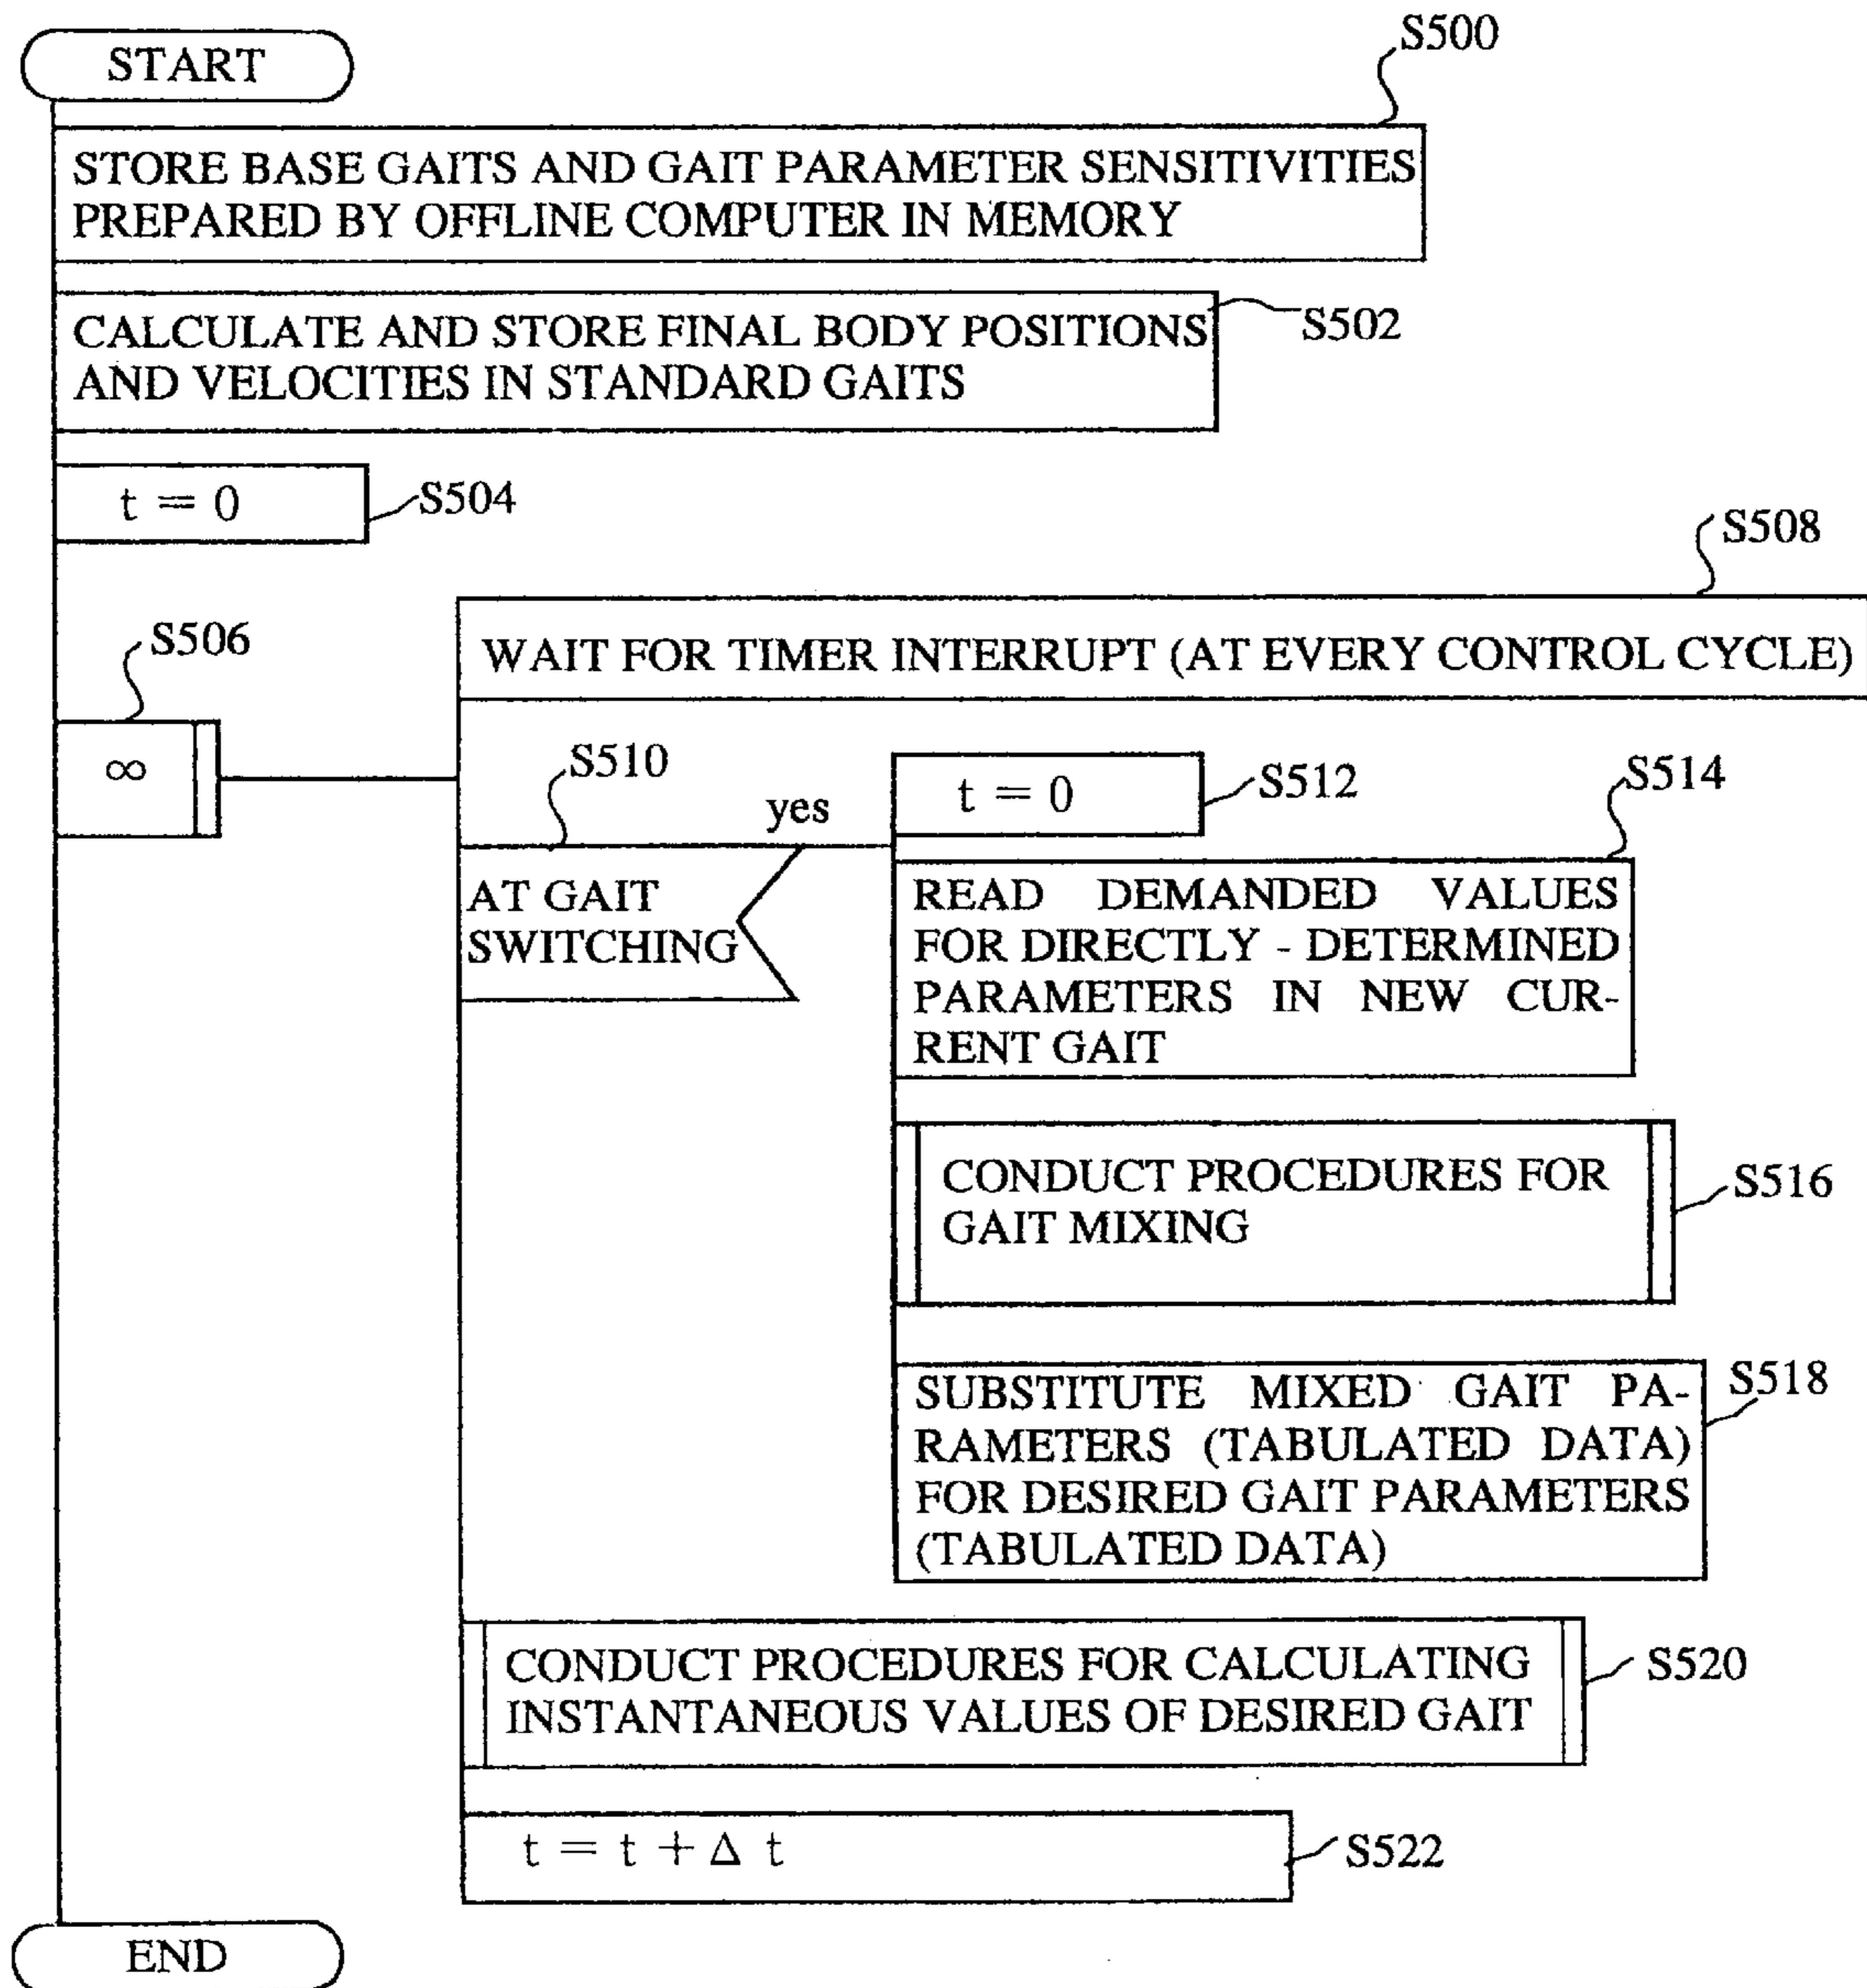 START
S500
STORE BASE GAITS AND GAIT PARAMETER SENSITIVITIES
PREPARED BY OFFLINE COMPUTER IN MEMORY
CALCULATE AND STORE FINAL BODY POSITIONS
AND VELOCITIES IN STANDARD GAITS
S502
t = 0
S504
S508
WAIT FOR TIMER INTERRUPT (AT EVERY CONTROL CYCLE)
S506
∞
S510
yes
AT GAIT
SWITCHING
t = 0
S512
S514
READ DEMANDED VALUES
FOR DIRECTLY - DETERMINED
PARAMETERS IN NEW CUR-
RENT GAIT
CONDUCT PROCEDURES FOR
GAIT MIXING
S516
SUBSTITUTE MIXED GAIT PA-
RAMETERS (TABULATED DATA)
FOR DESIRED GAIT PARAMETERS
(TABULATED DATA)
S518
CONDUCT PROCEDURES FOR CALCULATING
INSTANTANEOUS VALUES OF DESIRED GAIT
S520
t = t + Δ t
S522
END